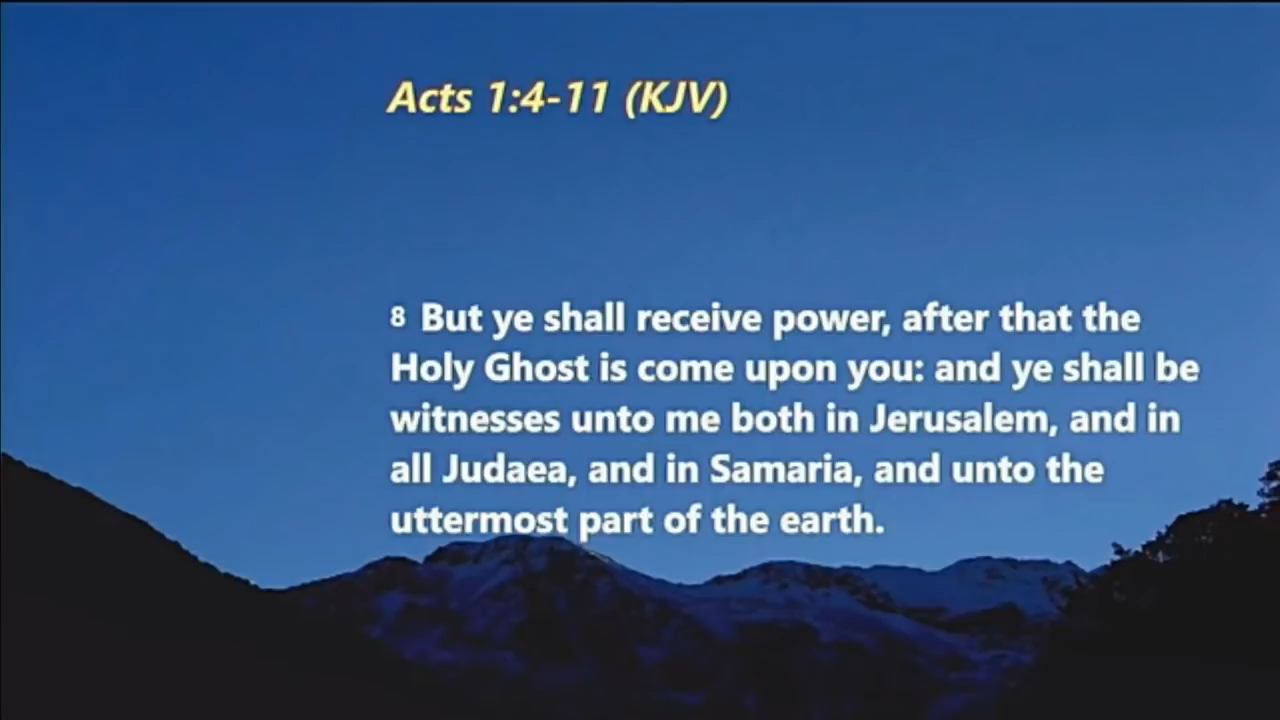 Acts 1:4-11 (KJV)
8 But ye shall receive power, after that the
Holy Ghost is come upon you: and ye shall be
witnesses unto me both in Jerusalem, and in
all Judaea, and in Samaria, and unto the
uttermost part of the earth.